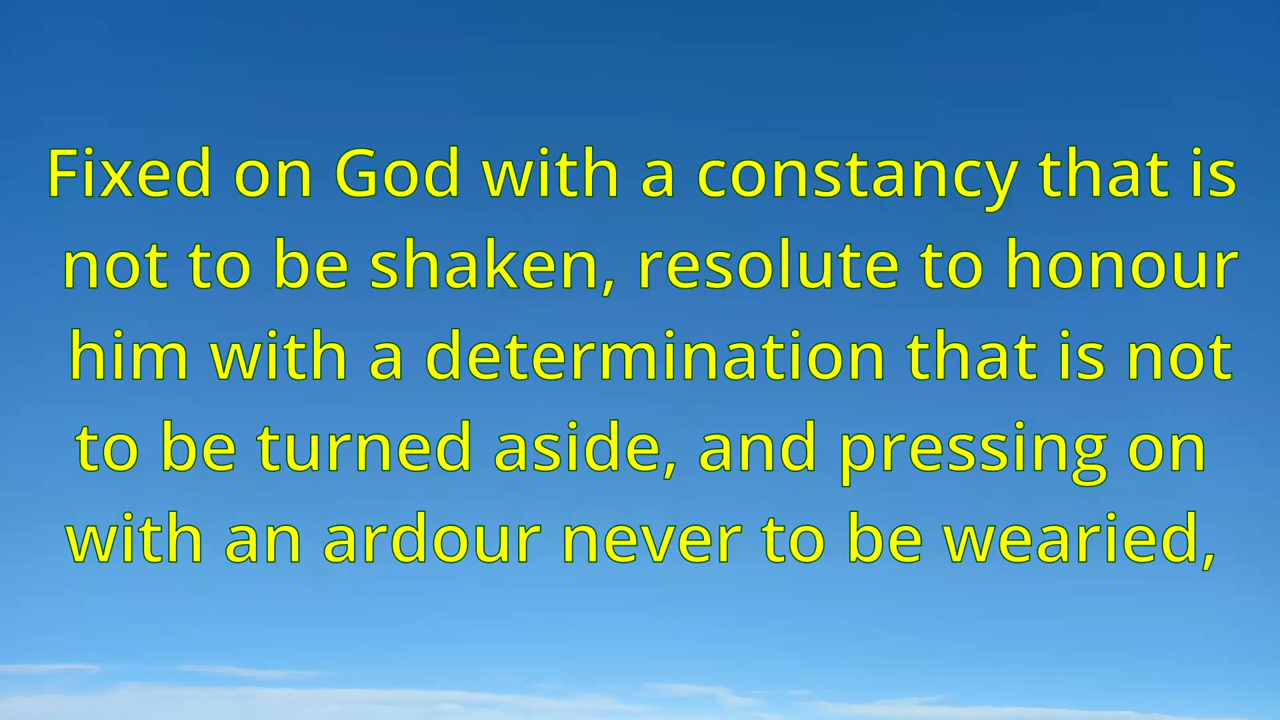 Fixed on God with a constancy that is
not to be shaken, resolute to honour
him with a determination that is not
to be turned aside, and pressing on
with an ardour never to be wearied,